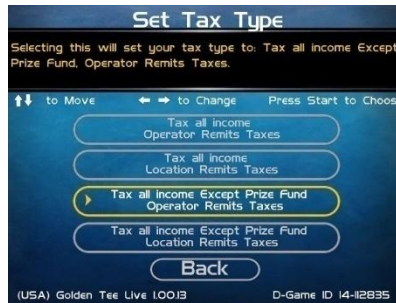 Set Tax Type
Selecting this will set your tax type to: Tax all income Except
Prize Fund, Operator Remits Taxes.
to Move
to Change
Press Start to Choos
Tax all income
Operator Remits Taxes
Tax all income
Location Remits Taxes
Tax all income Except Prize Fund
Operator Remits Taxes
Tax all income Except Prize Fund
Location Remits Taxes
Back
(USA) Golden Tee Live 1.00.13
D-Game ID 14-112835